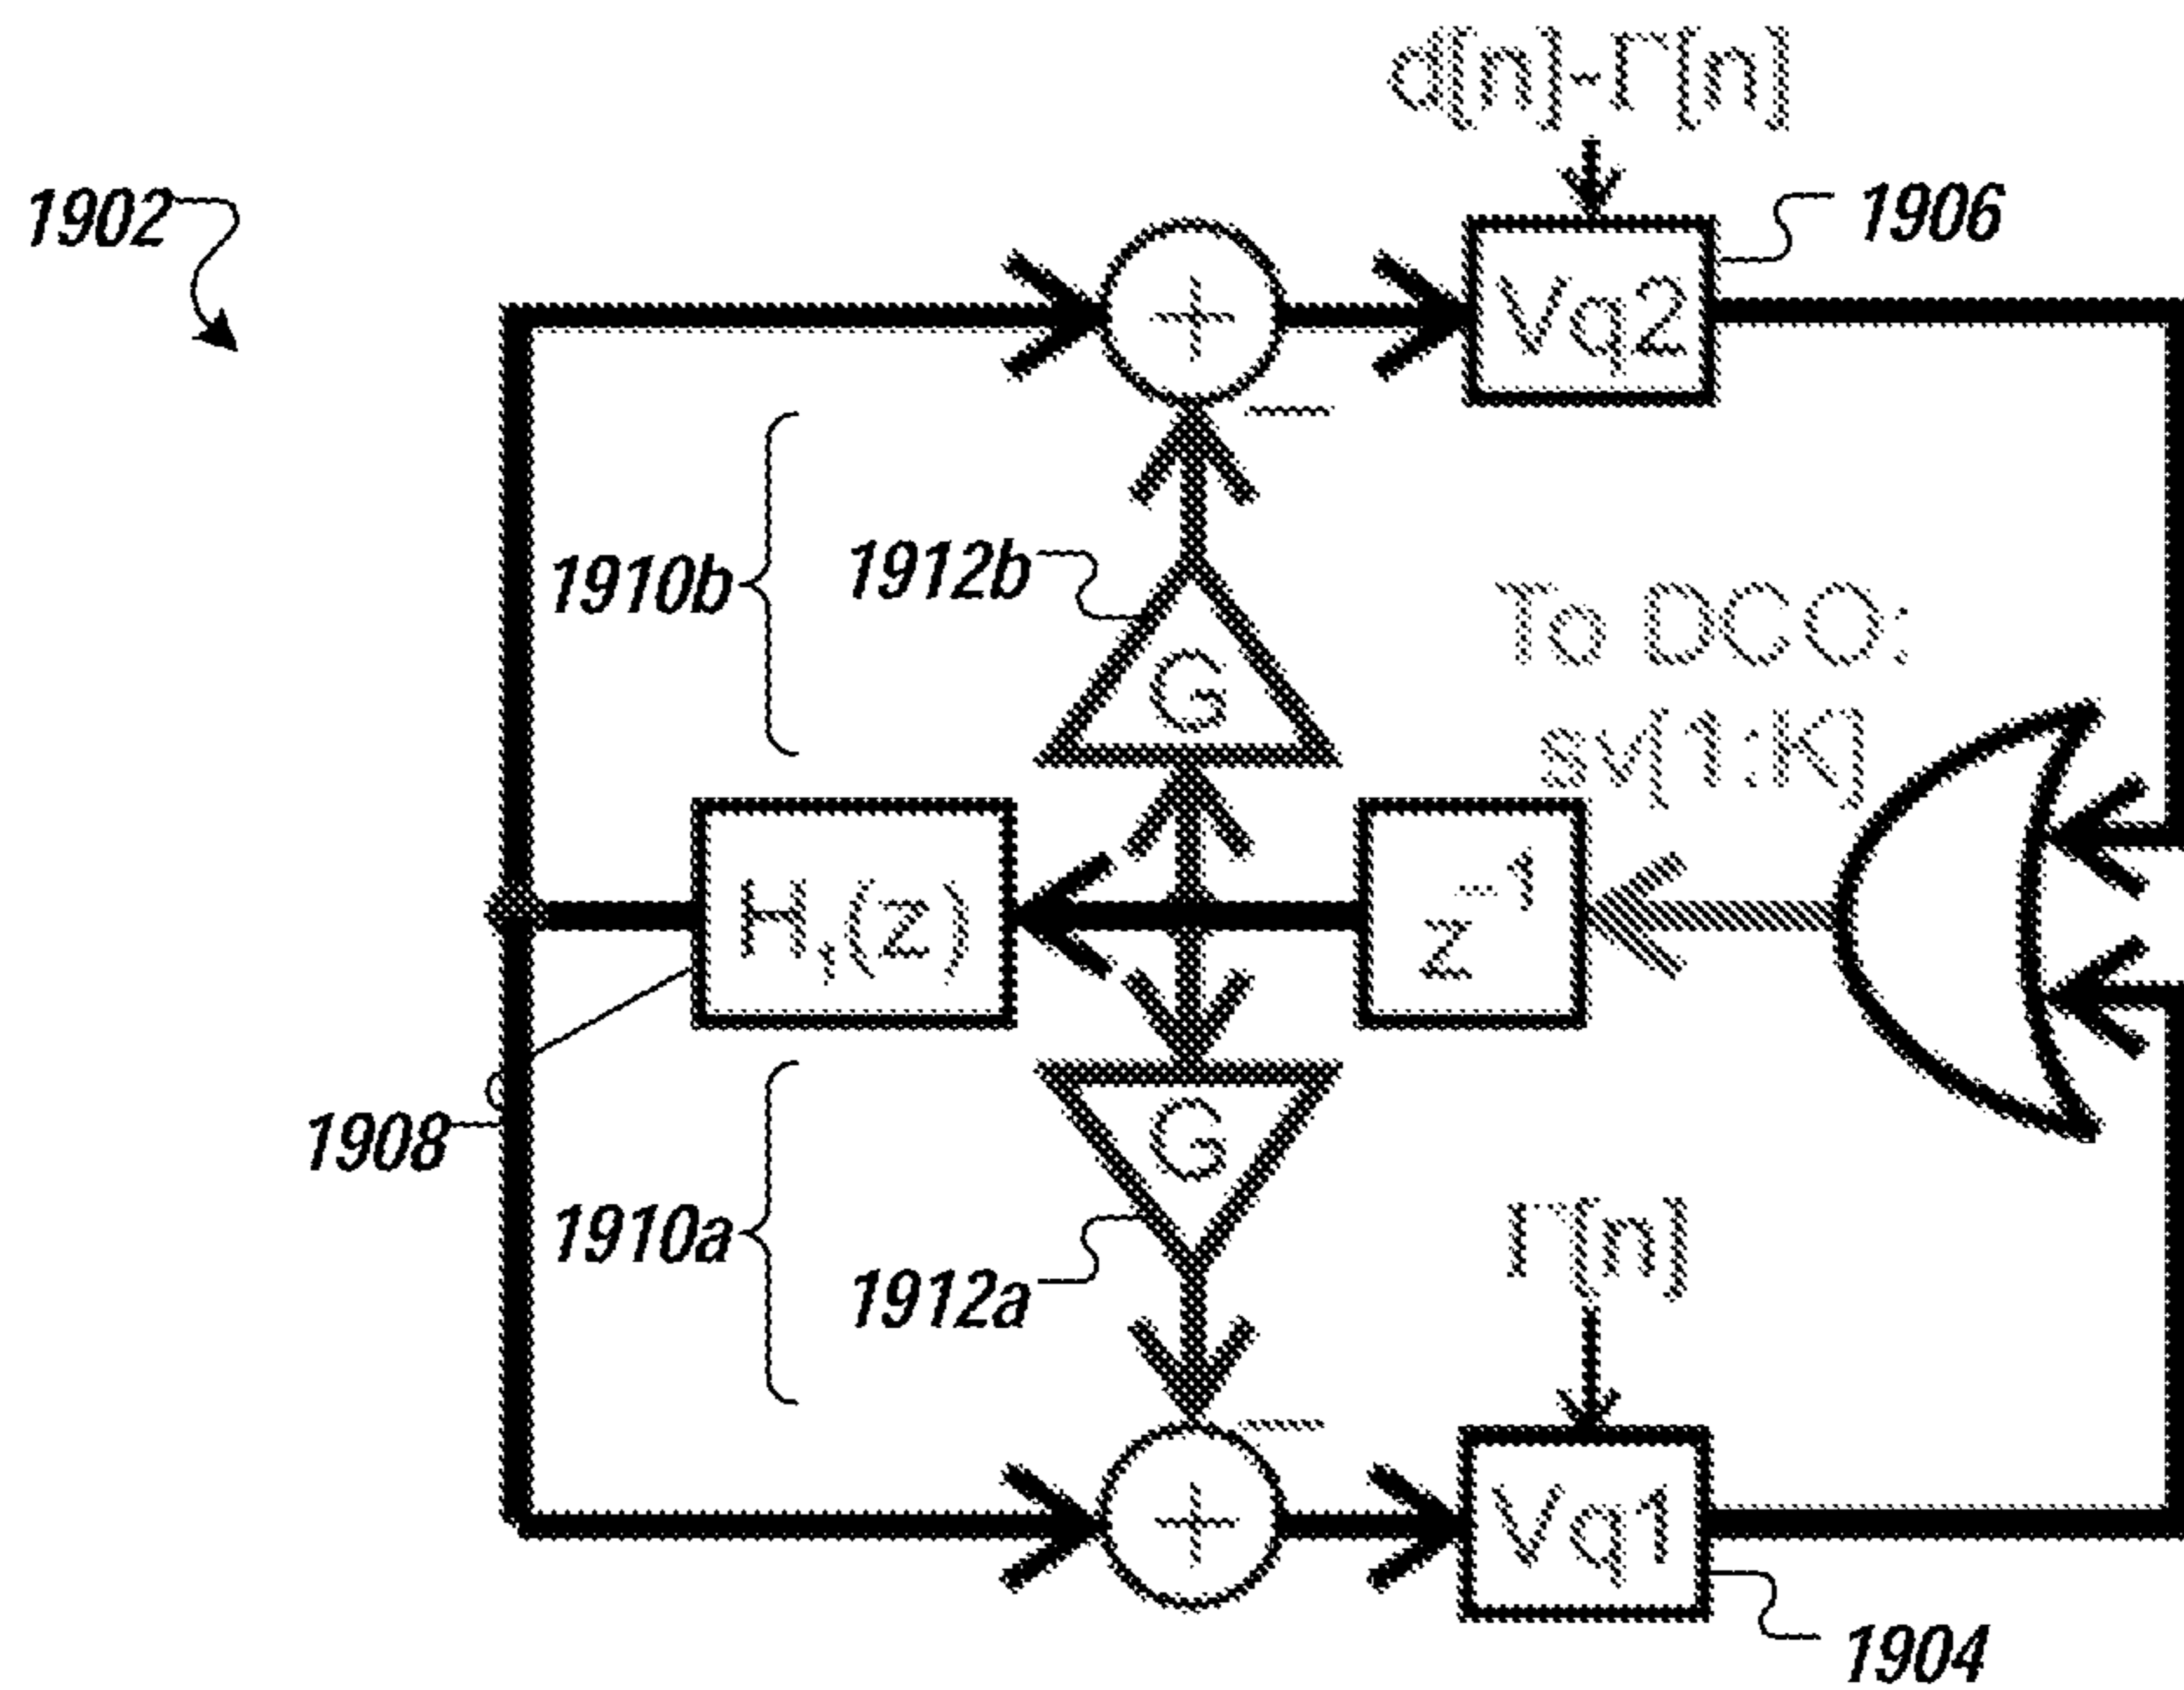 d[n]-Γ[n]
1902
1906
+
Vq2
1910b
1912b
G
To DCO:
sv[1:K]
H₁(z)
z⁻¹
1908
G
1910a
1912a
Γ[n]
+
Vq1
1904